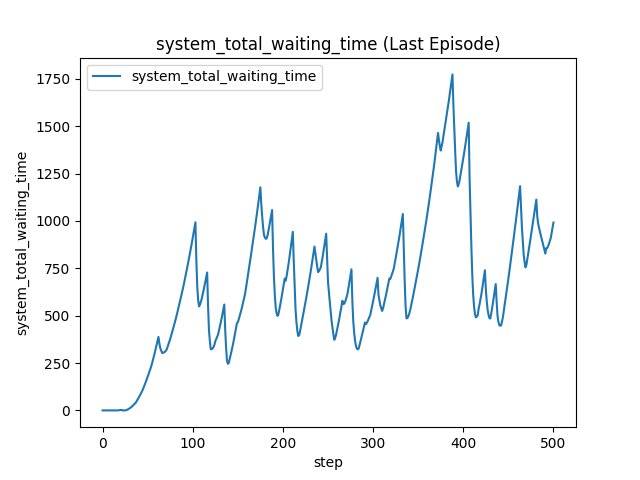 system_total_waiting_time (Last Episode)
system_total_waiting_time
system_total_waiting_time
1750
1500
1250
1000
750
500
250
0
0 100 200 300 400 500
step